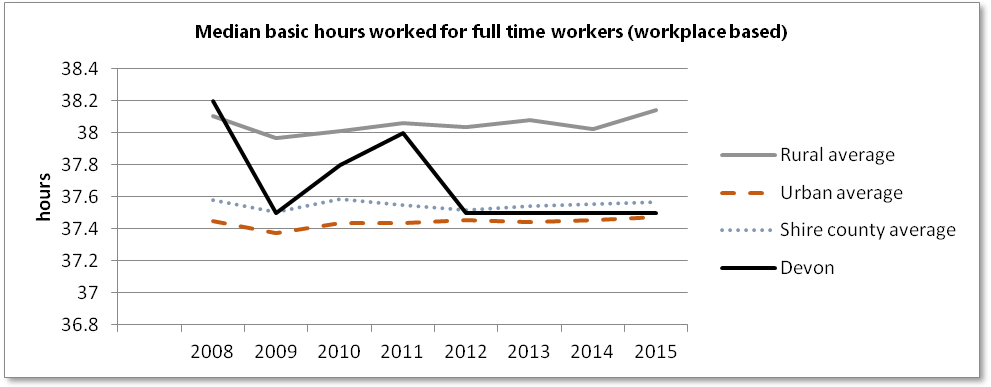 Median basic hours worked for full time workers (workplace based)
38.4
38.2
38
37.8
37.6
37.4
37.2
37
36.8
hours
2008 2009 2010 2011 2012 2013 2014 2015
Rural average
Urban average
Shire county average
Devon